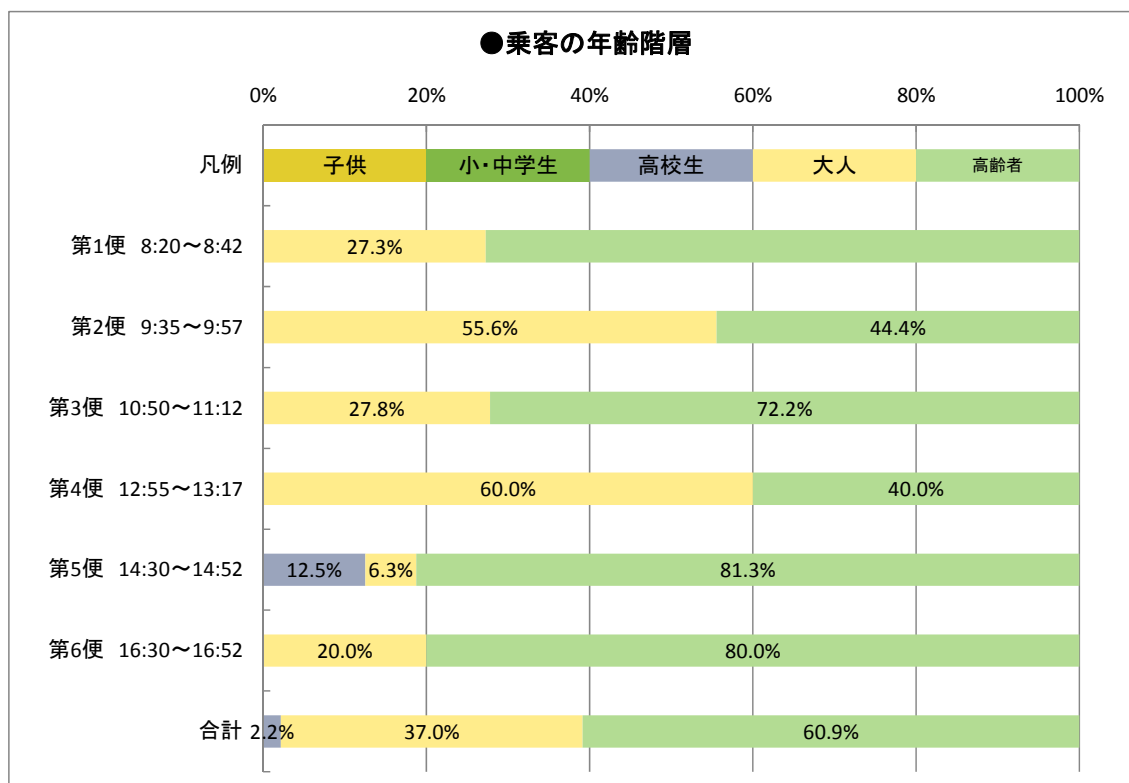 ●乗客の年齢階層
0% 20% 40% 60% 80% 100%
凡例 子供 小・中学生 高校生 大人 高齢者
第1便 8:20～8:42 27.3%
第2便 9:35～9:57 55.6% 44.4%
第3便 10:50～11:12 27.8% 72.2%
第4便 12:55～13:17 60.0% 40.0%
第5便 14:30～14:52 12.5% 6.3% 81.3%
第6便 16:30～16:52 20.0% 80.0%
合計 2.2% 37.0% 60.9%